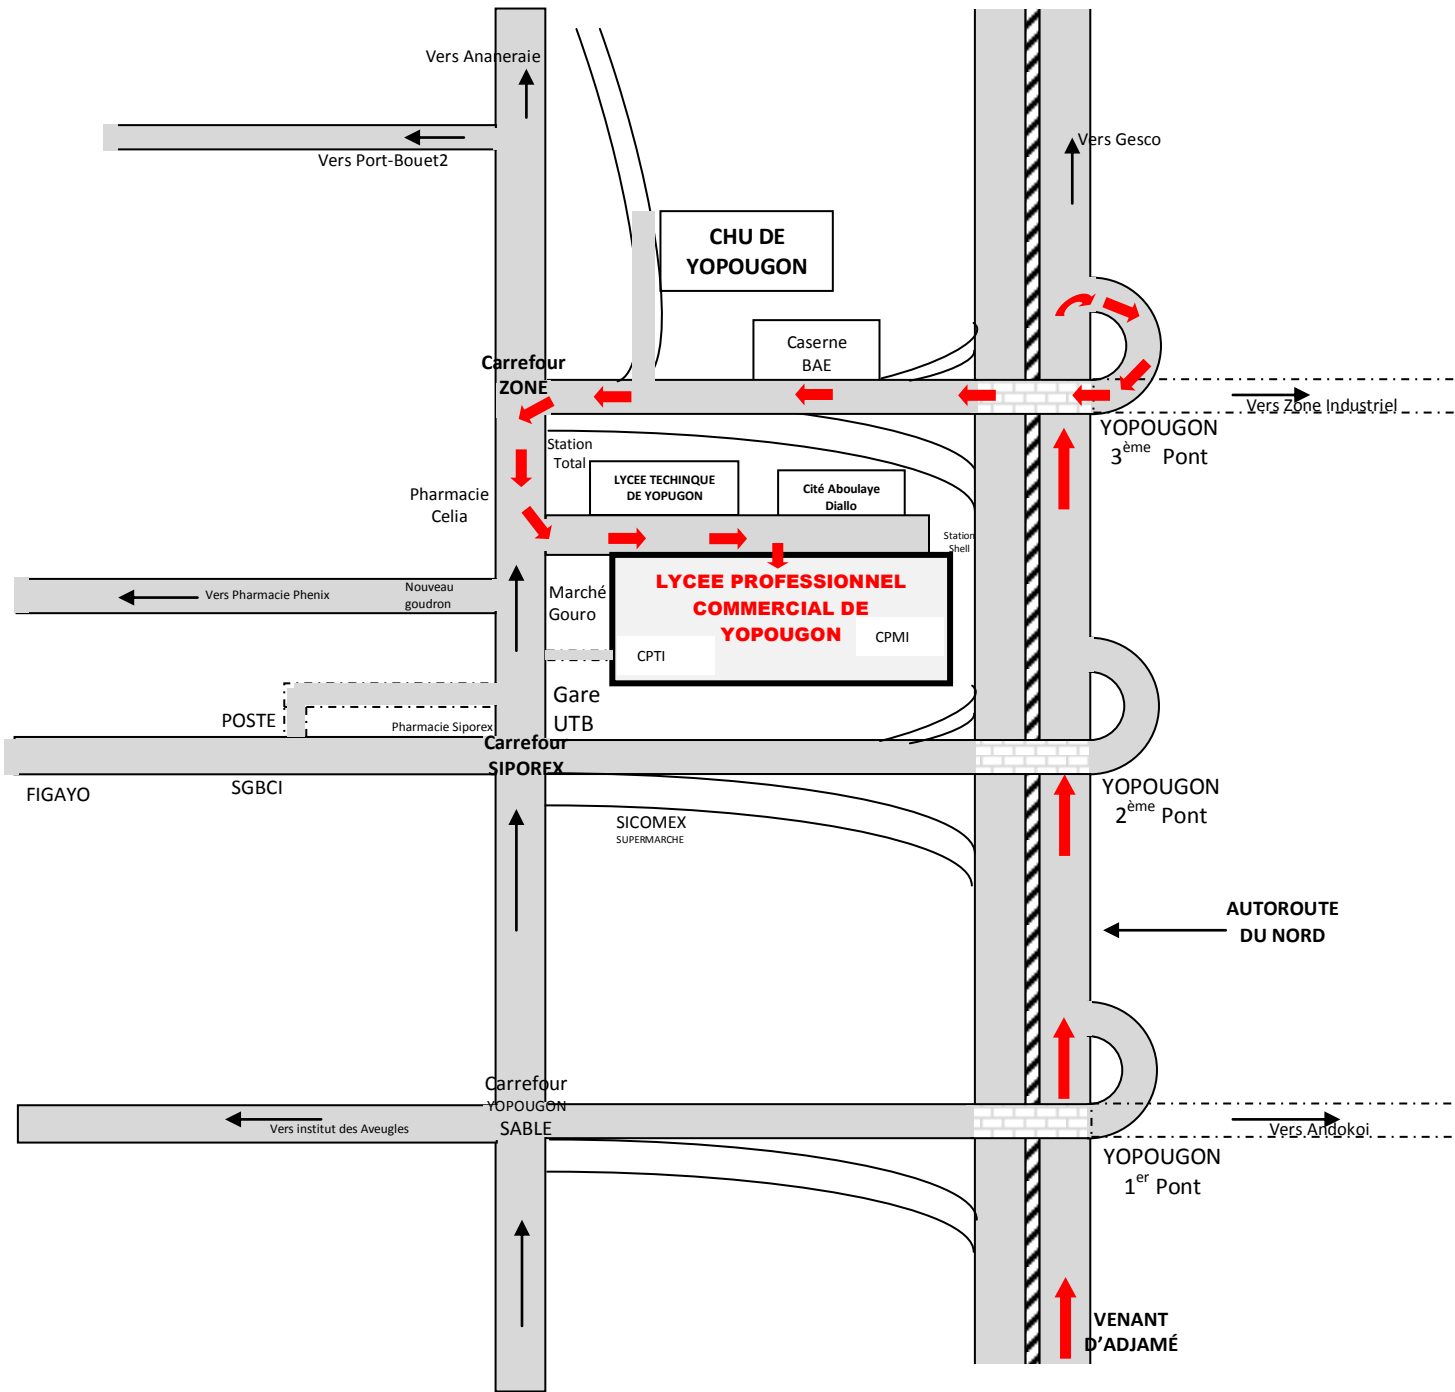 Vers Ananeraie
Vers Port-Bouet2
Vers Gesco
CHU DE
YOPOUGON
Caserne
BAE
Carrefour
ZONE
Vers Zone Industriel
YOPOUGON
3ème Pont
Station
Total
LYCEE TECHINQUE
DE YOPUGON
Cité Aboulaye
Diallo
Pharmacie
Celia
Station
Shell
LYCEE PROFESSIONNEL
COMMERCIAL DE
YOPOUGON
CPMI
CPTI
Marché
Gouro
Nouveau
goudron
Vers Pharmacie Phenix
Gare
UTB
POSTE
Pharmacie Siporex
Carrefour
SIPOREX
FIGAYO
SGBCI
YOPOUGON
2ème Pont
SICOMEX
SUPERMARCHE
AUTOROUTE
DU NORD
Carrefour
YOPOUGON
SABLE
Vers institut des Aveugles
Vers Andokoi
YOPOUGON
1er Pont
VENANT
D'ADJAMÉ